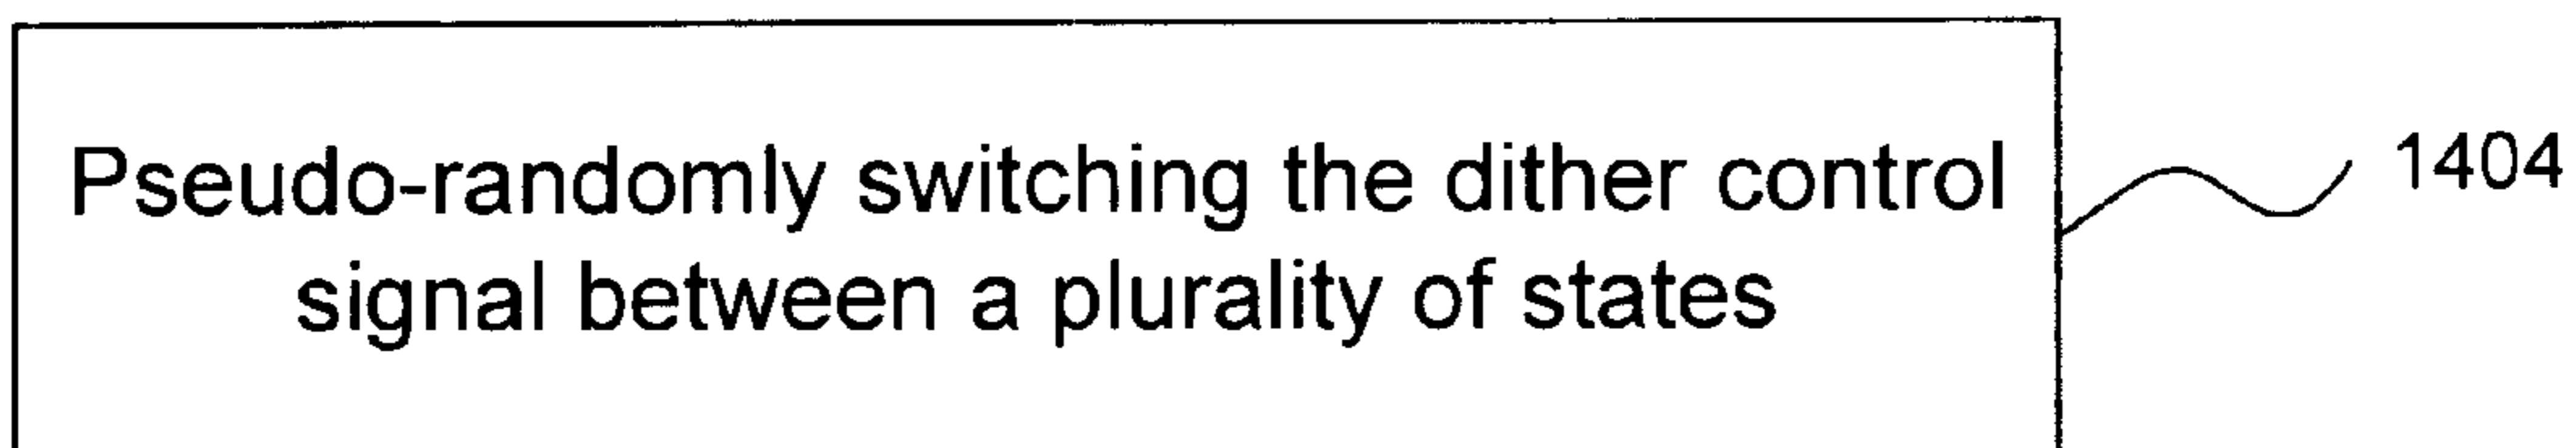 Pseudo-randomly switching the dither control
signal between a plurality of states
1404